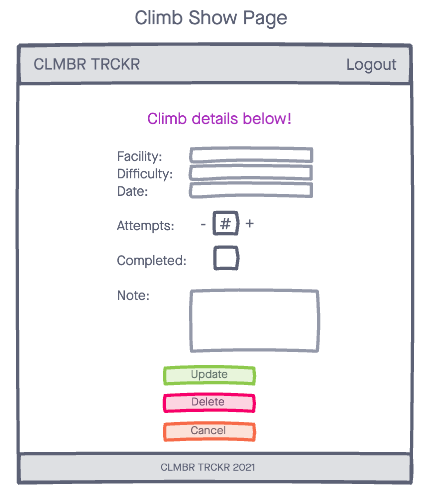 Climb Show Page
CLMBR TRCKR Logout
Climb details below!
Facility:
Difficulty:
Date:
Attempts: - # +
Completed:
Note:
Update
Delete
Cancel
CLMBR TRCKR 2021